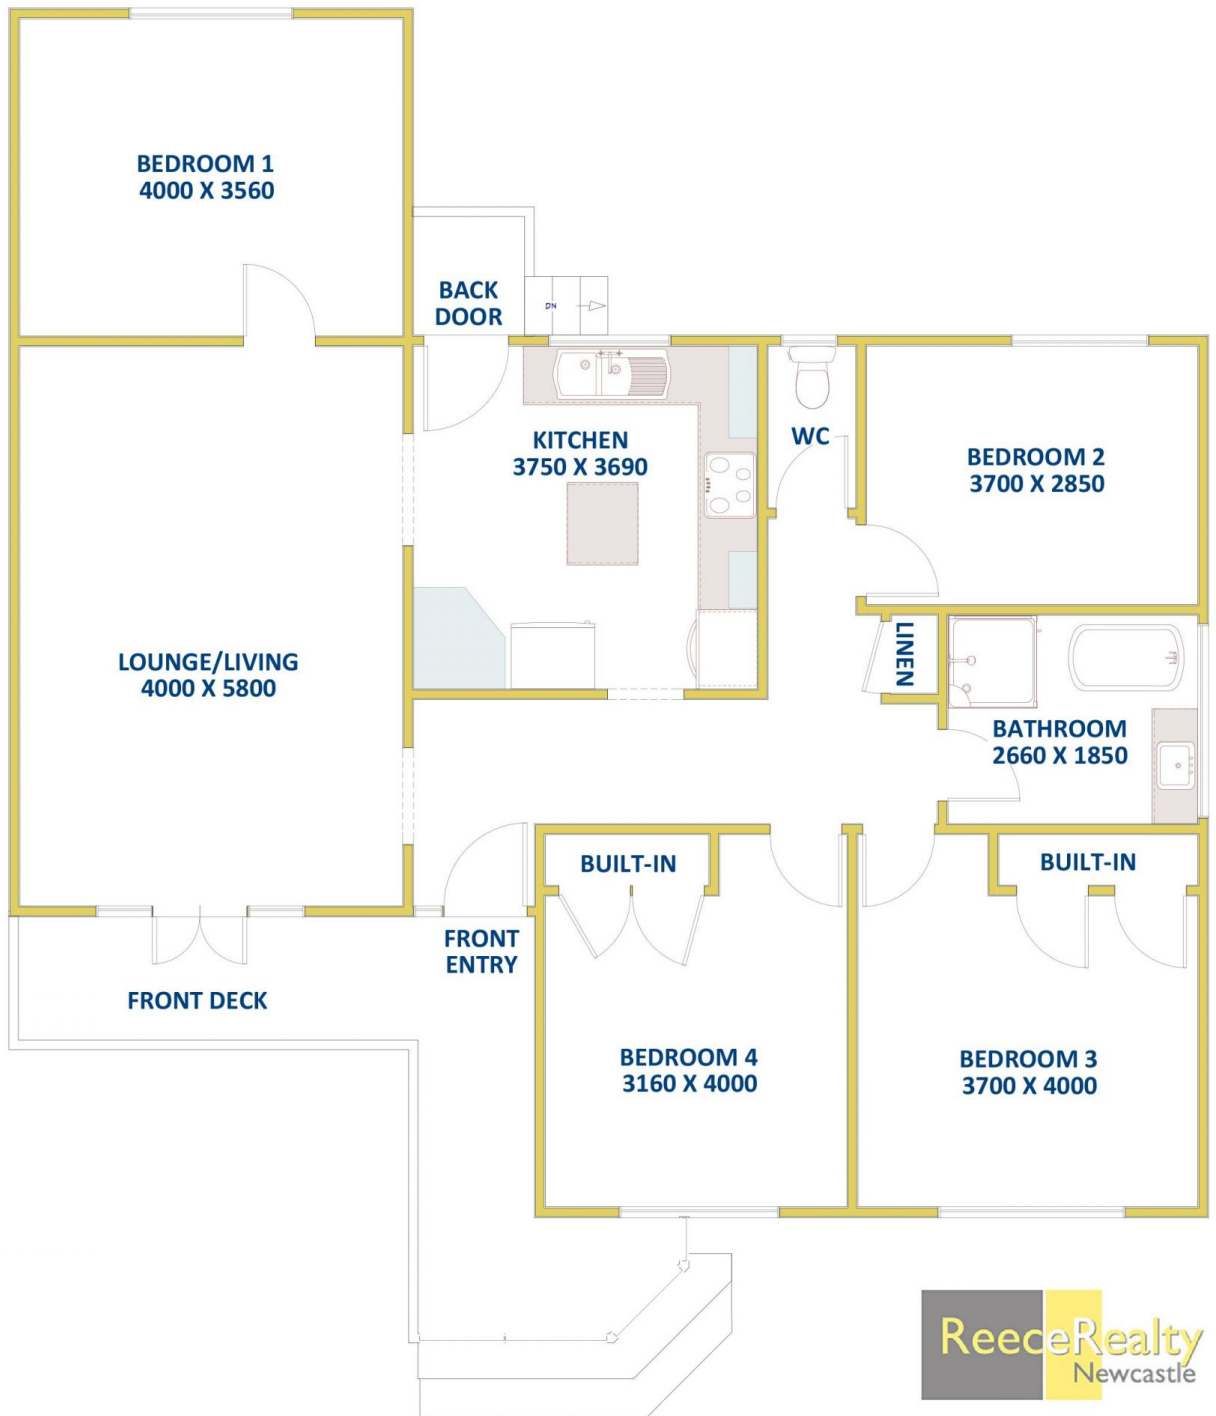 BEDROOM 1
4000 X 3560
BACK
DOOR
DN
KITCHEN
3750 X 3690
WC
BEDROOM 2
3700 X 2850
LOUNGE/LIVING
4000 X 5800
LINEN
BATHROOM
2660 X 1850
BUILT-IN
BUILT-IN
FRONT
ENTRY
FRONT DECK
BEDROOM 4
3160 X 4000
BEDROOM 3
3700 X 4000
ReeceRealty
Newcastle